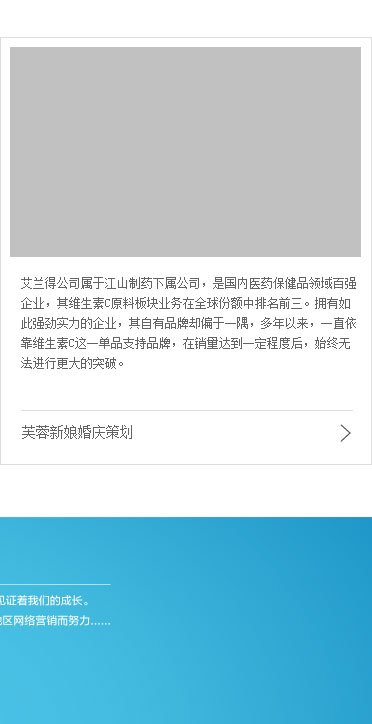 艾兰得公司属于江山制药下属公司，是国内医药保健品领域百强
企业，其维生素C原料板块业务在全球份额中排名前三。拥有如
此强劲实力的企业，其自有品牌却偏于一隅，多年以来，一直依
靠维生素C这一单品支持品牌，在销量达到一定程度后，始终无
法进行更大的突破。
芙蓉新娘婚庆策划
见证着我们的成长。
地区网络营销而努力……